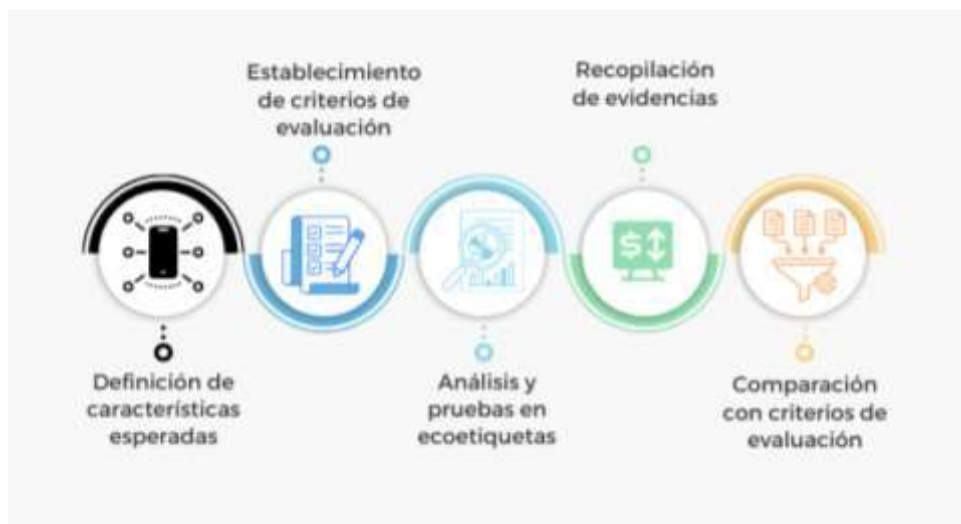 Establecimiento
de criterios de
evaluación
Recopilación
de evidencias
$
Definición de
características
esperadas
Análisis y
pruebas en
ecoetiquetas
Comparación
con criterios de
evaluación